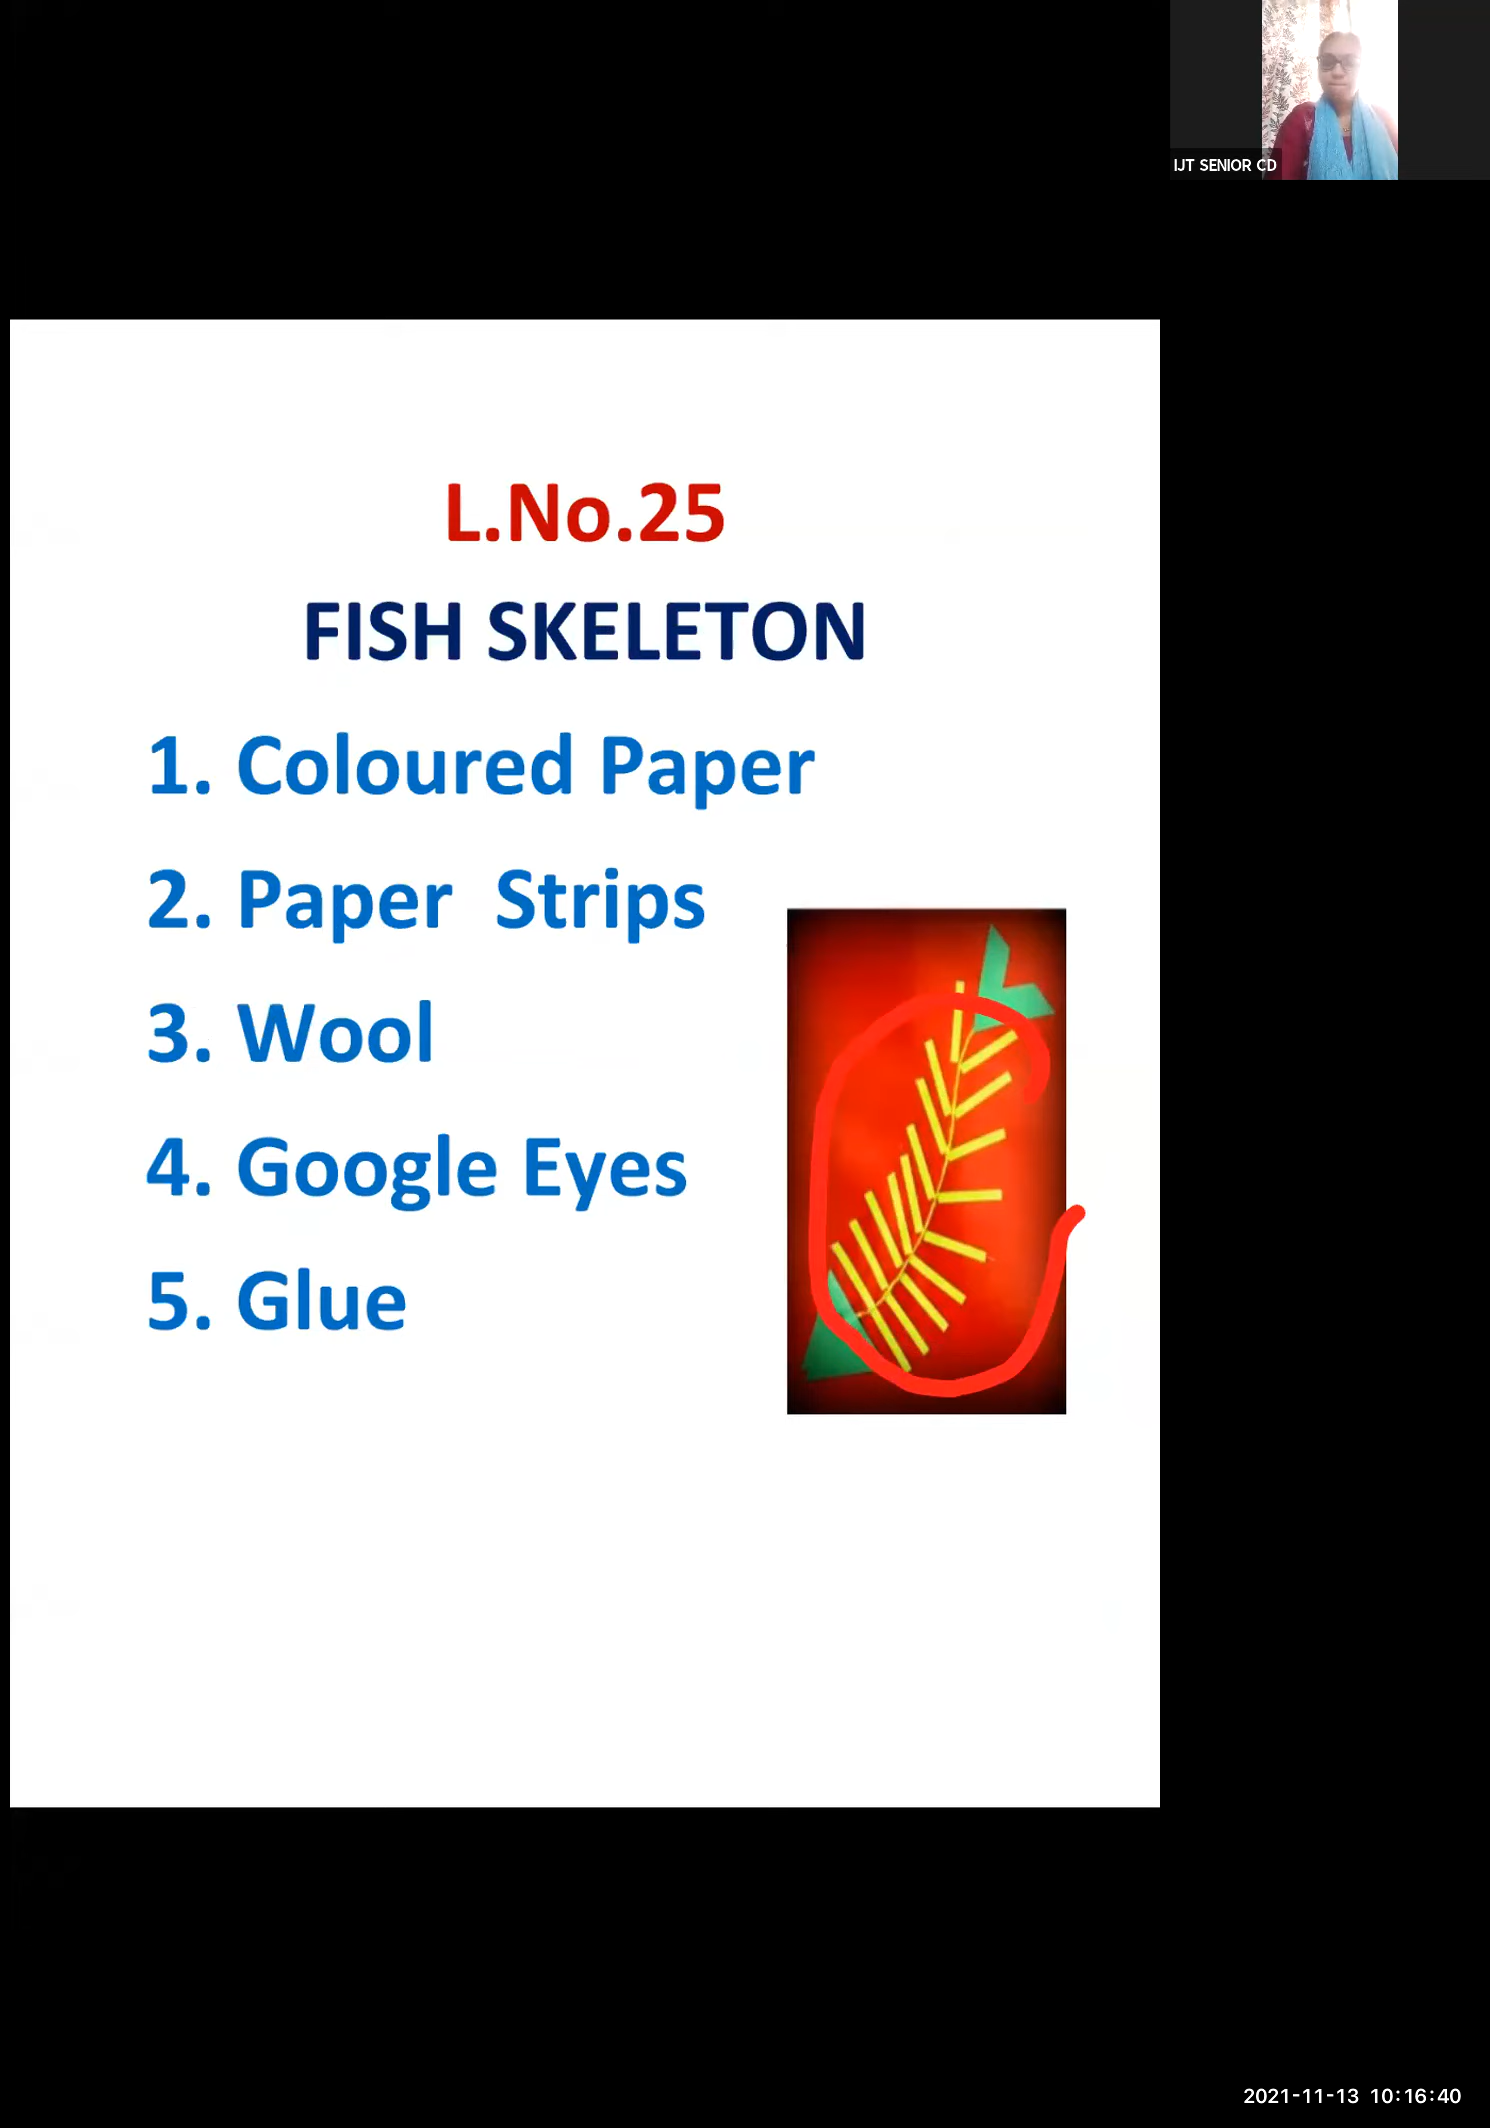 IJT SENIOR CD
L.No.25
FISH SKELETON
1. Coloured Paper
2. Paper  Strips
3. Wool
4. Google Eyes
5. Glue
2021-11-13 10:16:40